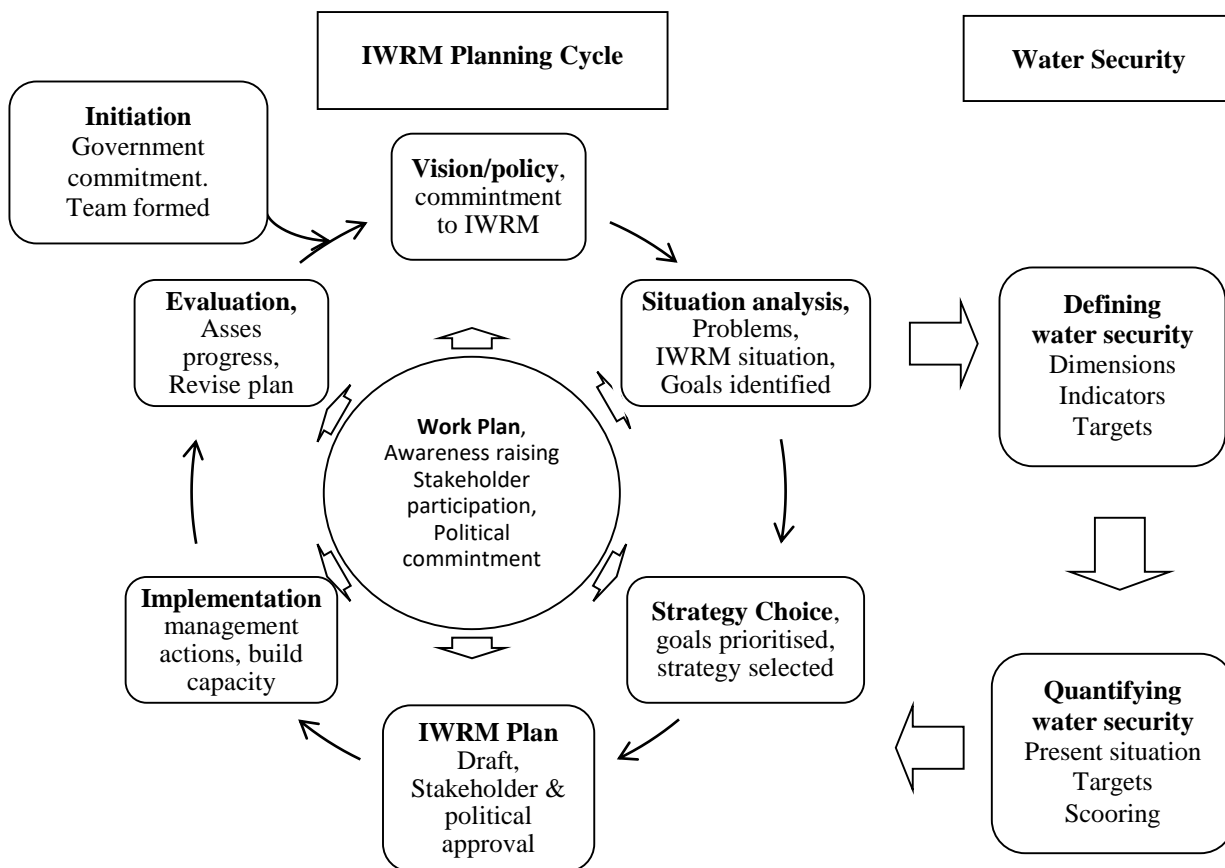 IWRM Planning Cycle
Water Security
Initiation
Government
commitment.
Team formed
Vision/policy,
commintment
to IWRM
Evaluation,
Asses
progress,
Revise plan
Situation analysis,
Problems,
IWRM situation,
Goals identified
Defining
water security
Dimensions
Indicators
Targets
Work Plan,
Awareness raising
Stakeholder
participation,
Political
commintment
Implementation
management
actions, build
capacity
Strategy Choice,
goals prioritised,
strategy selected
IWRM Plan
Draft,
Stakeholder &
political
approval
Quantifying
water security
Present situation
Targets
Scooring